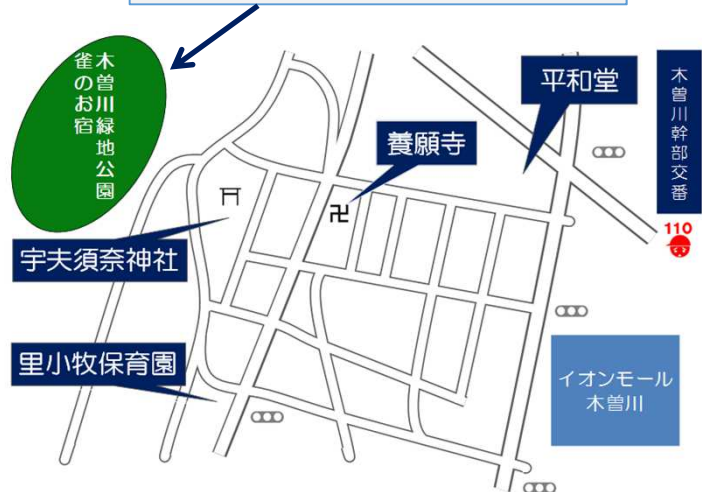 木曽川緑地公園
雀のお宿
平和堂
木曽川幹部交番
養願寺
110
宇夫須奈神社
里小牧保育園
イオンモール
木曽川